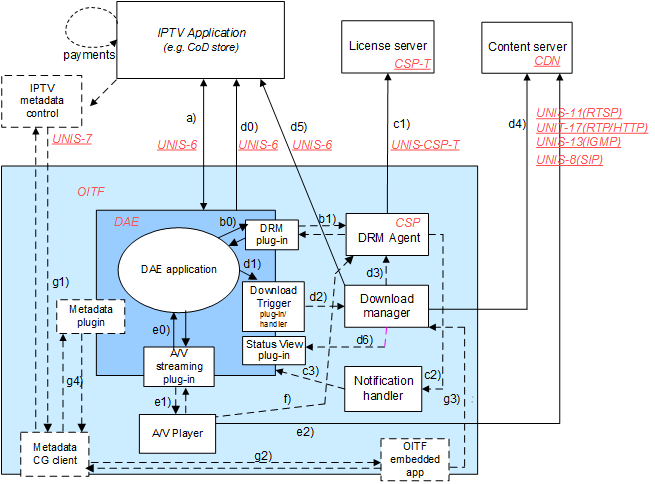 IPTV Application
(e.g. CoD store)
payments
License server
CSP-T
Content server
CDN
IPTV
metadata
control
UNIS-7
a)
d0)
d5)
c1)
d4)
UNIS-6
UNIS-6
UNIS-6
UNIS-CSP-T
UNIS-11(RTSP)
UNIT-17(RTP/HTTP)
UNIS-13(IGMP)
UNIS-8(SIP)
OITF
DAE
b0)
DRM
plug-in
b1)
CSP
DRM Agent
DAE application
d1)
d3)
g1)
Download
Trigger
plug-in/
handler
d2)
Download
manager
Metadata
plugin
e0)
Status View
plug-in
d6)
A/V
streaming
plug-in
c3)
c2)
g4)
Notification
handler
g3)
e1)
f)
A/V Player
e2)
Metadata
CG client
g2)
OITF
embedded
app